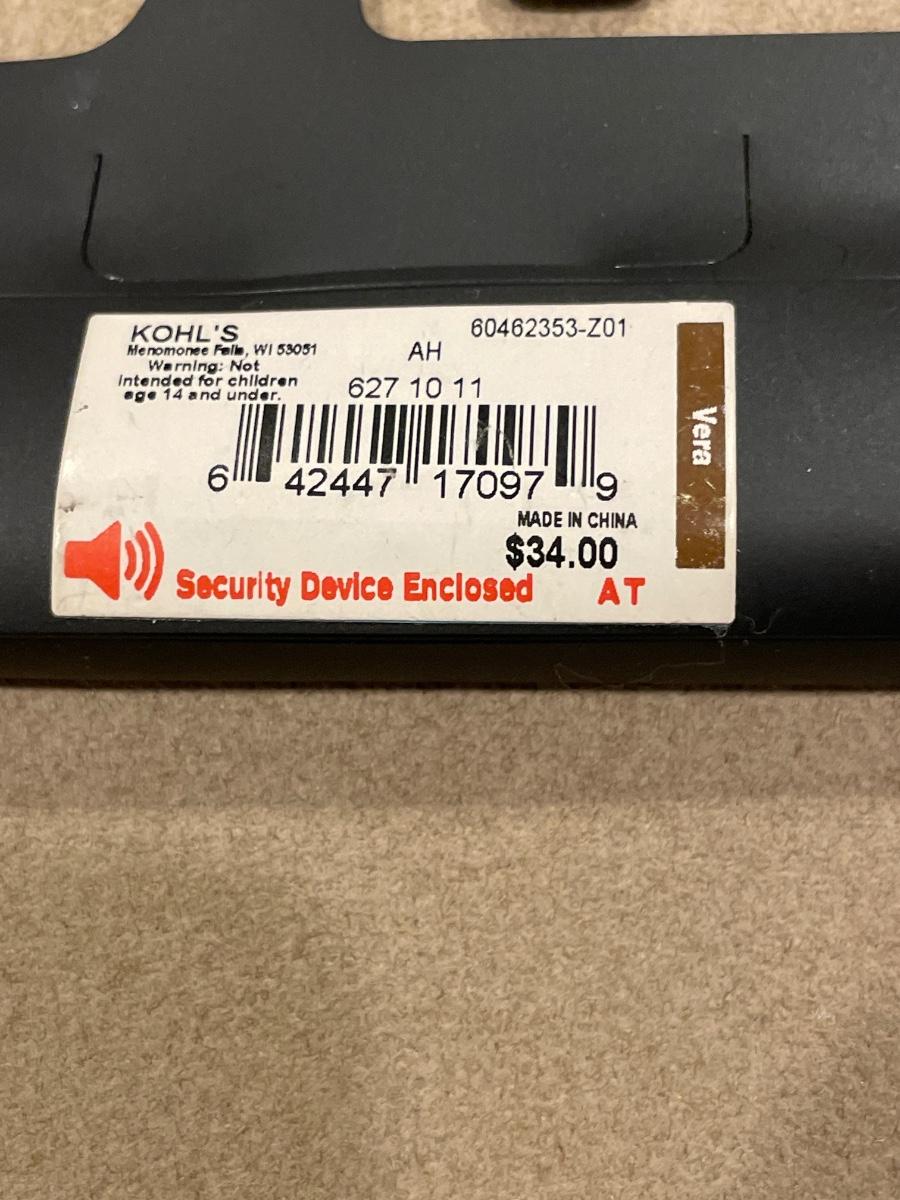 KOHL'S
Menomonee Falls, WI 53051
Warning: Not
intended for children
age 14 and under.
60462353-Z01
AH
627 10 11
6 42447 17097 9
MADE IN CHINA
$34.00
Security Device Enclosed AT
Vera